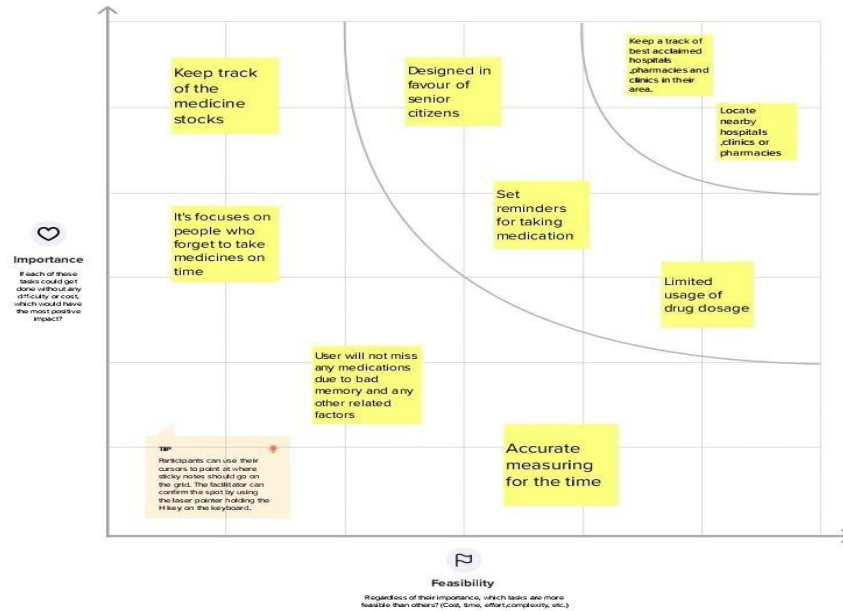 Keep track
of the
medicine
stocks
Designed in
favour of
senior
citizens
Keep a track of
best acclaimed
hospitals
,pharmacies and
clinics in their
area.
Locate
nearby
hospitals
,clinics or
pharmacies
It's focuses on
people who
forget to take
medicines on
time
Set
reminders
for taking
medication
Importance
If each of these
tasks could get
done without any
difficulty or cost,
which would have
the most positive
impact?
Limited
usage of
drug dosage
User will not miss
any medications
due to bad
memory and any
other related
factors
Accurate
measuring
for the time
TIP
Participants can use their
cursors to point at where
sticky notes should go on
the grid. The facilitator can
confirm the spot by using
the laser pointer holding the
H key on the keyboard.
Feasibility
Regardless of their importance, which tasks are more
feasible than others? (Cost, time, effort,complexity, etc.)